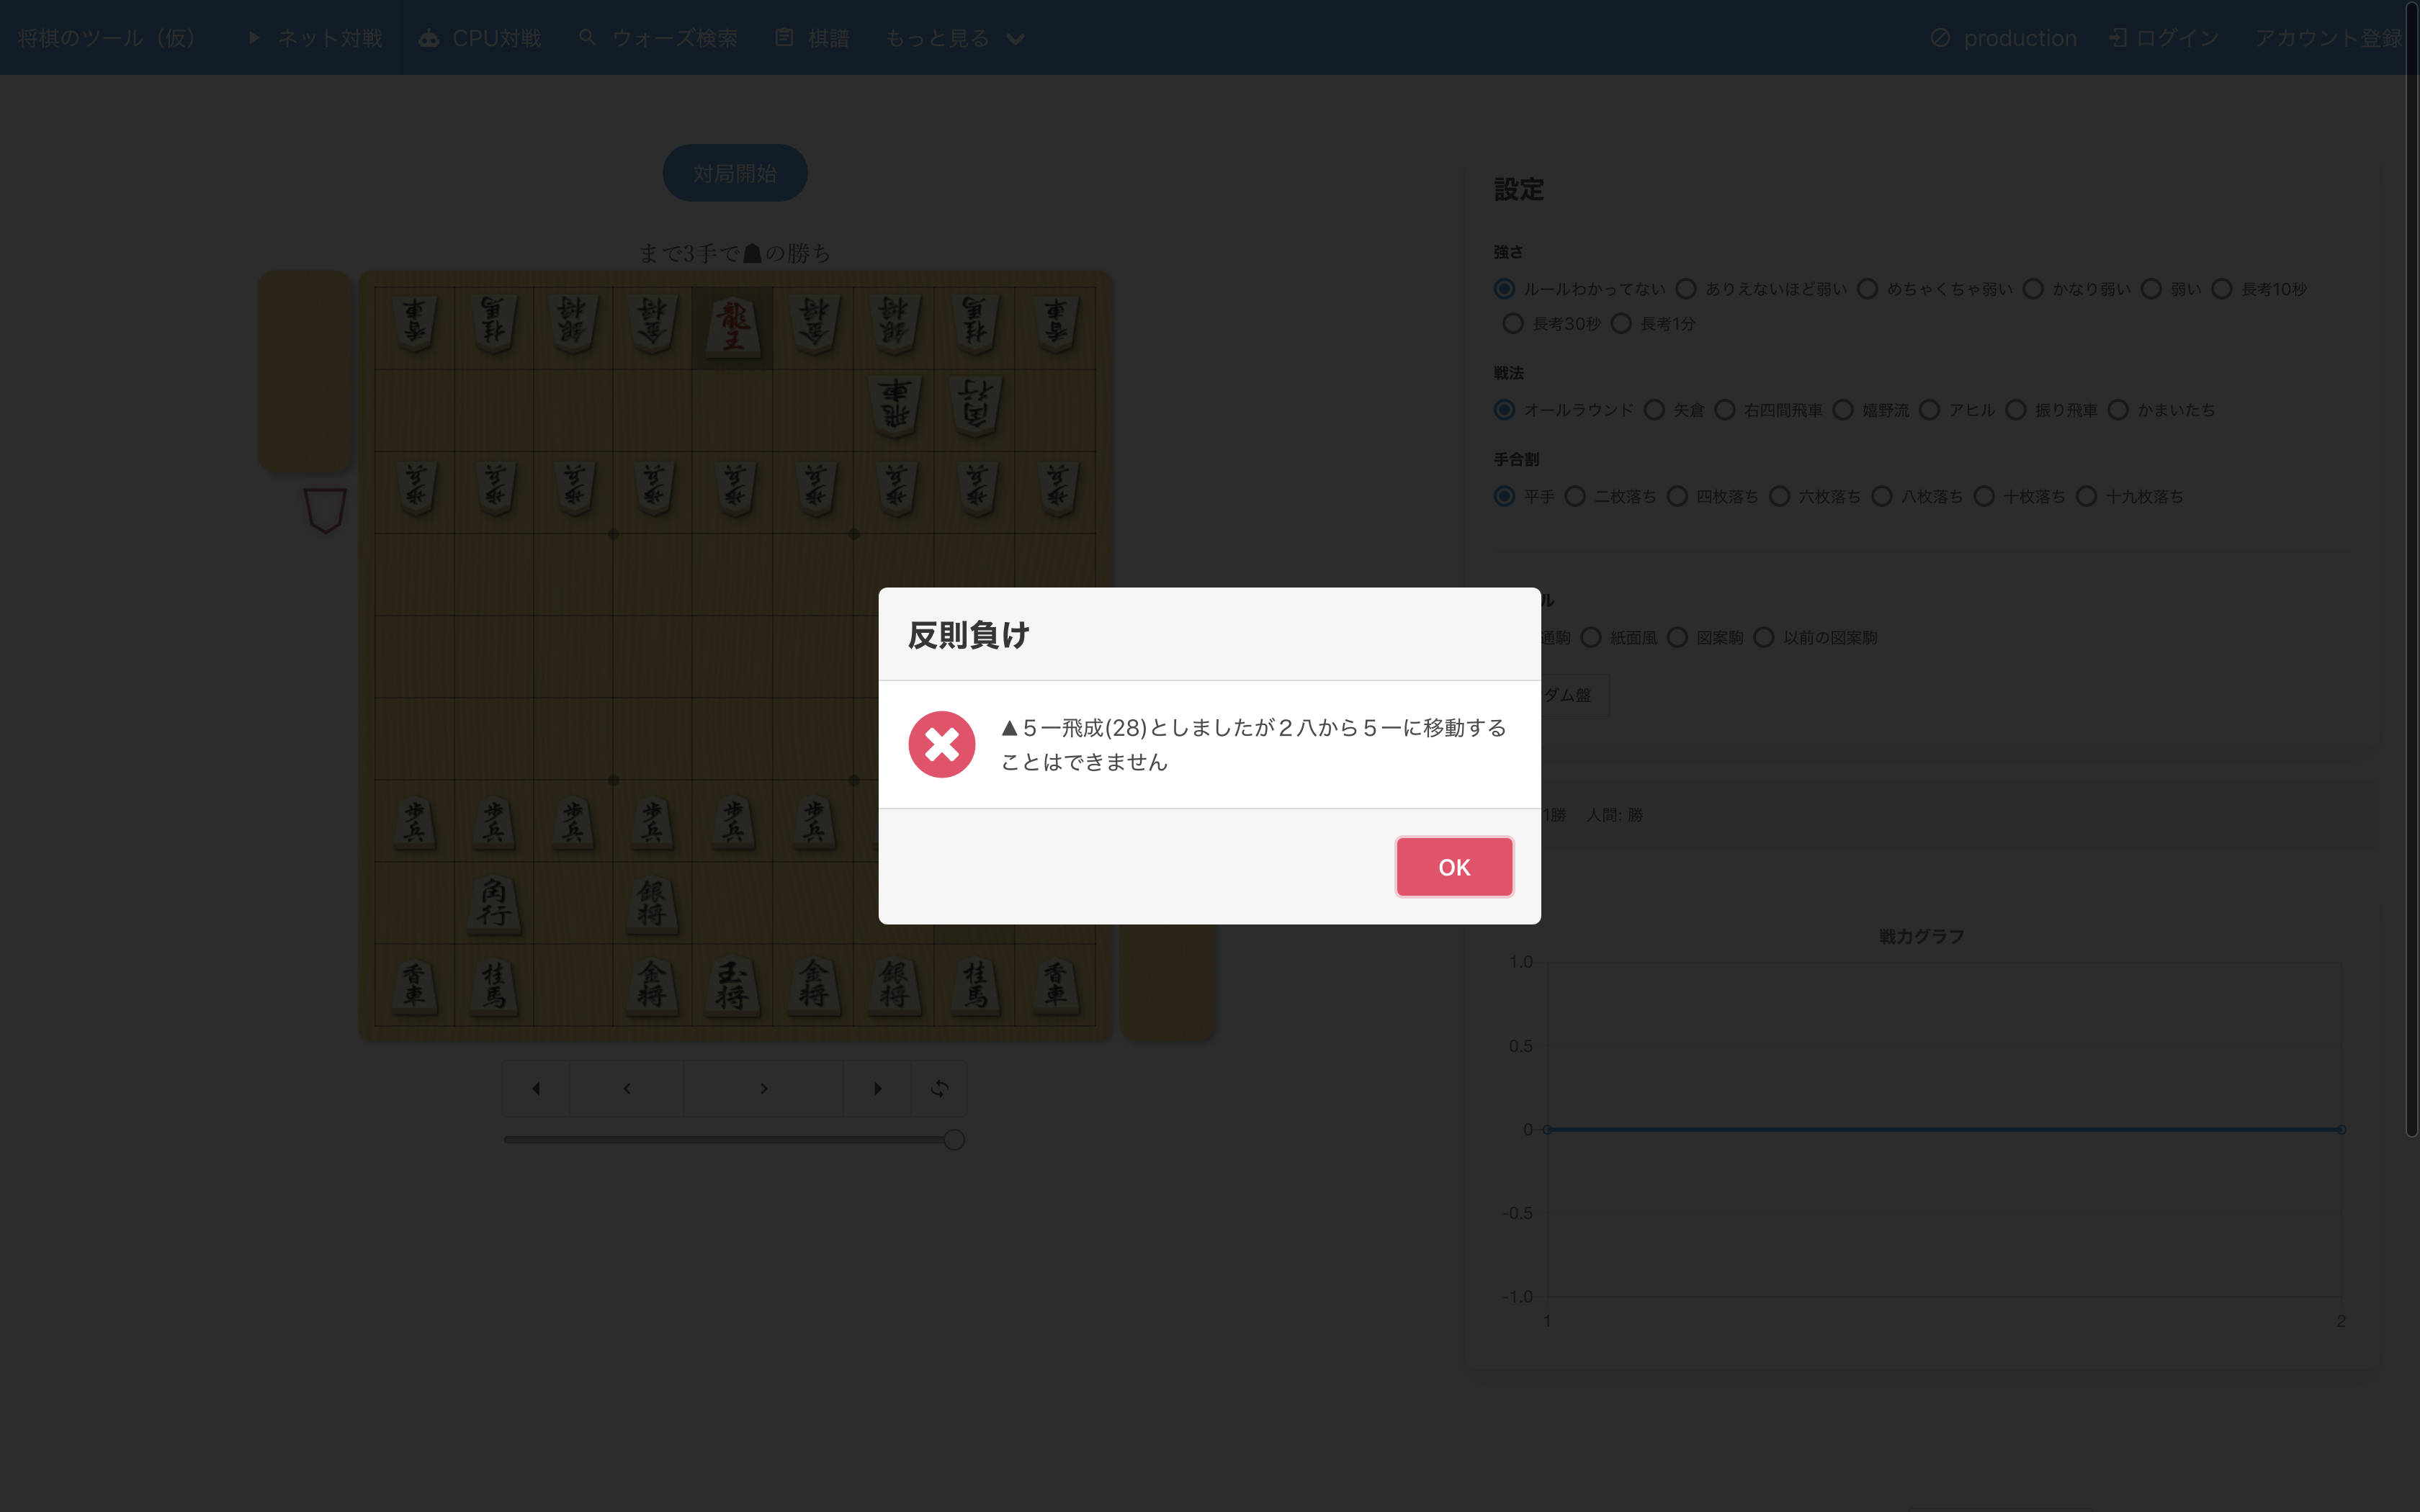 将棋のツール（仮） ネット対戦 CPU対戦 ウォーズ検索 棋譜 もっと見る production ログイン アカウント登録
対局開始
まで3手で☗の勝ち
香車 桂馬 銀将 金将 龍王 金将 銀将 桂馬 香車
飛車 角行
歩兵 歩兵 歩兵 歩兵 歩兵 歩兵 歩兵 歩兵 歩兵
歩兵 歩兵 歩兵 歩兵 歩兵 歩兵
角行 銀将
香車 桂馬 金将 玉将 金将 銀将 桂馬 香車
設定
強さ
ルールわかってない ありえないほど弱い めちゃくちゃ弱い かなり弱い 弱い 長考10秒
長考30秒 長考1分
戦法
オールラウンド 矢倉 右四間飛車 嬉野流 アヒル 振り飛車 かまいたち
手合割
平手 二枚落ち 四枚落ち 六枚落ち 八枚落ち 十枚落ち 十九枚落ち
ル
通駒 紙面風 図案駒 以前の図案駒
ダム盤
反則負け
▲５一飛成(28)としましたが２八から５一に移動する
ことはできません
OK
1勝 人間: 勝
戦力グラフ
1.0
0.5
0
-0.5
-1.0
1 2